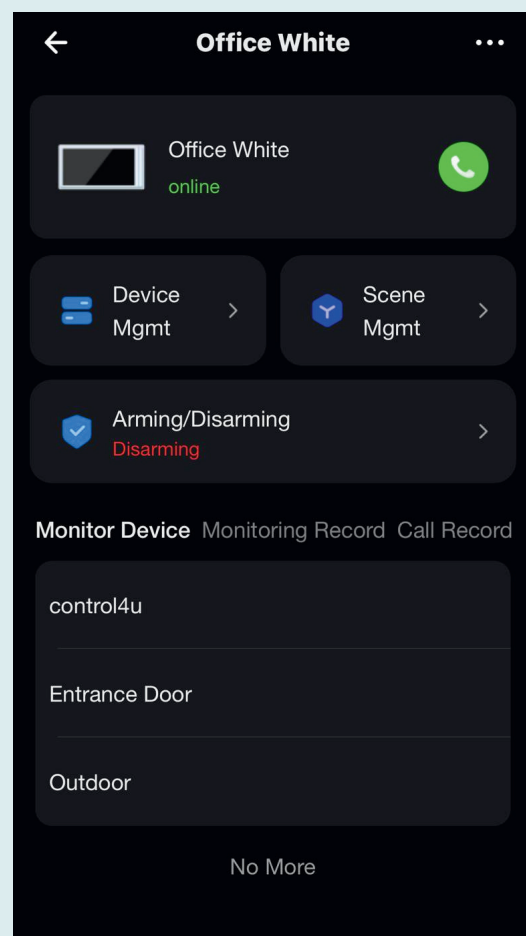 Office White
Office White
online
Device
Mgmt
Scene
Mgmt
Arming/Disarming
Disarming
Monitor Device Monitoring Record Call Record
control4u
Entrance Door
Outdoor
No More